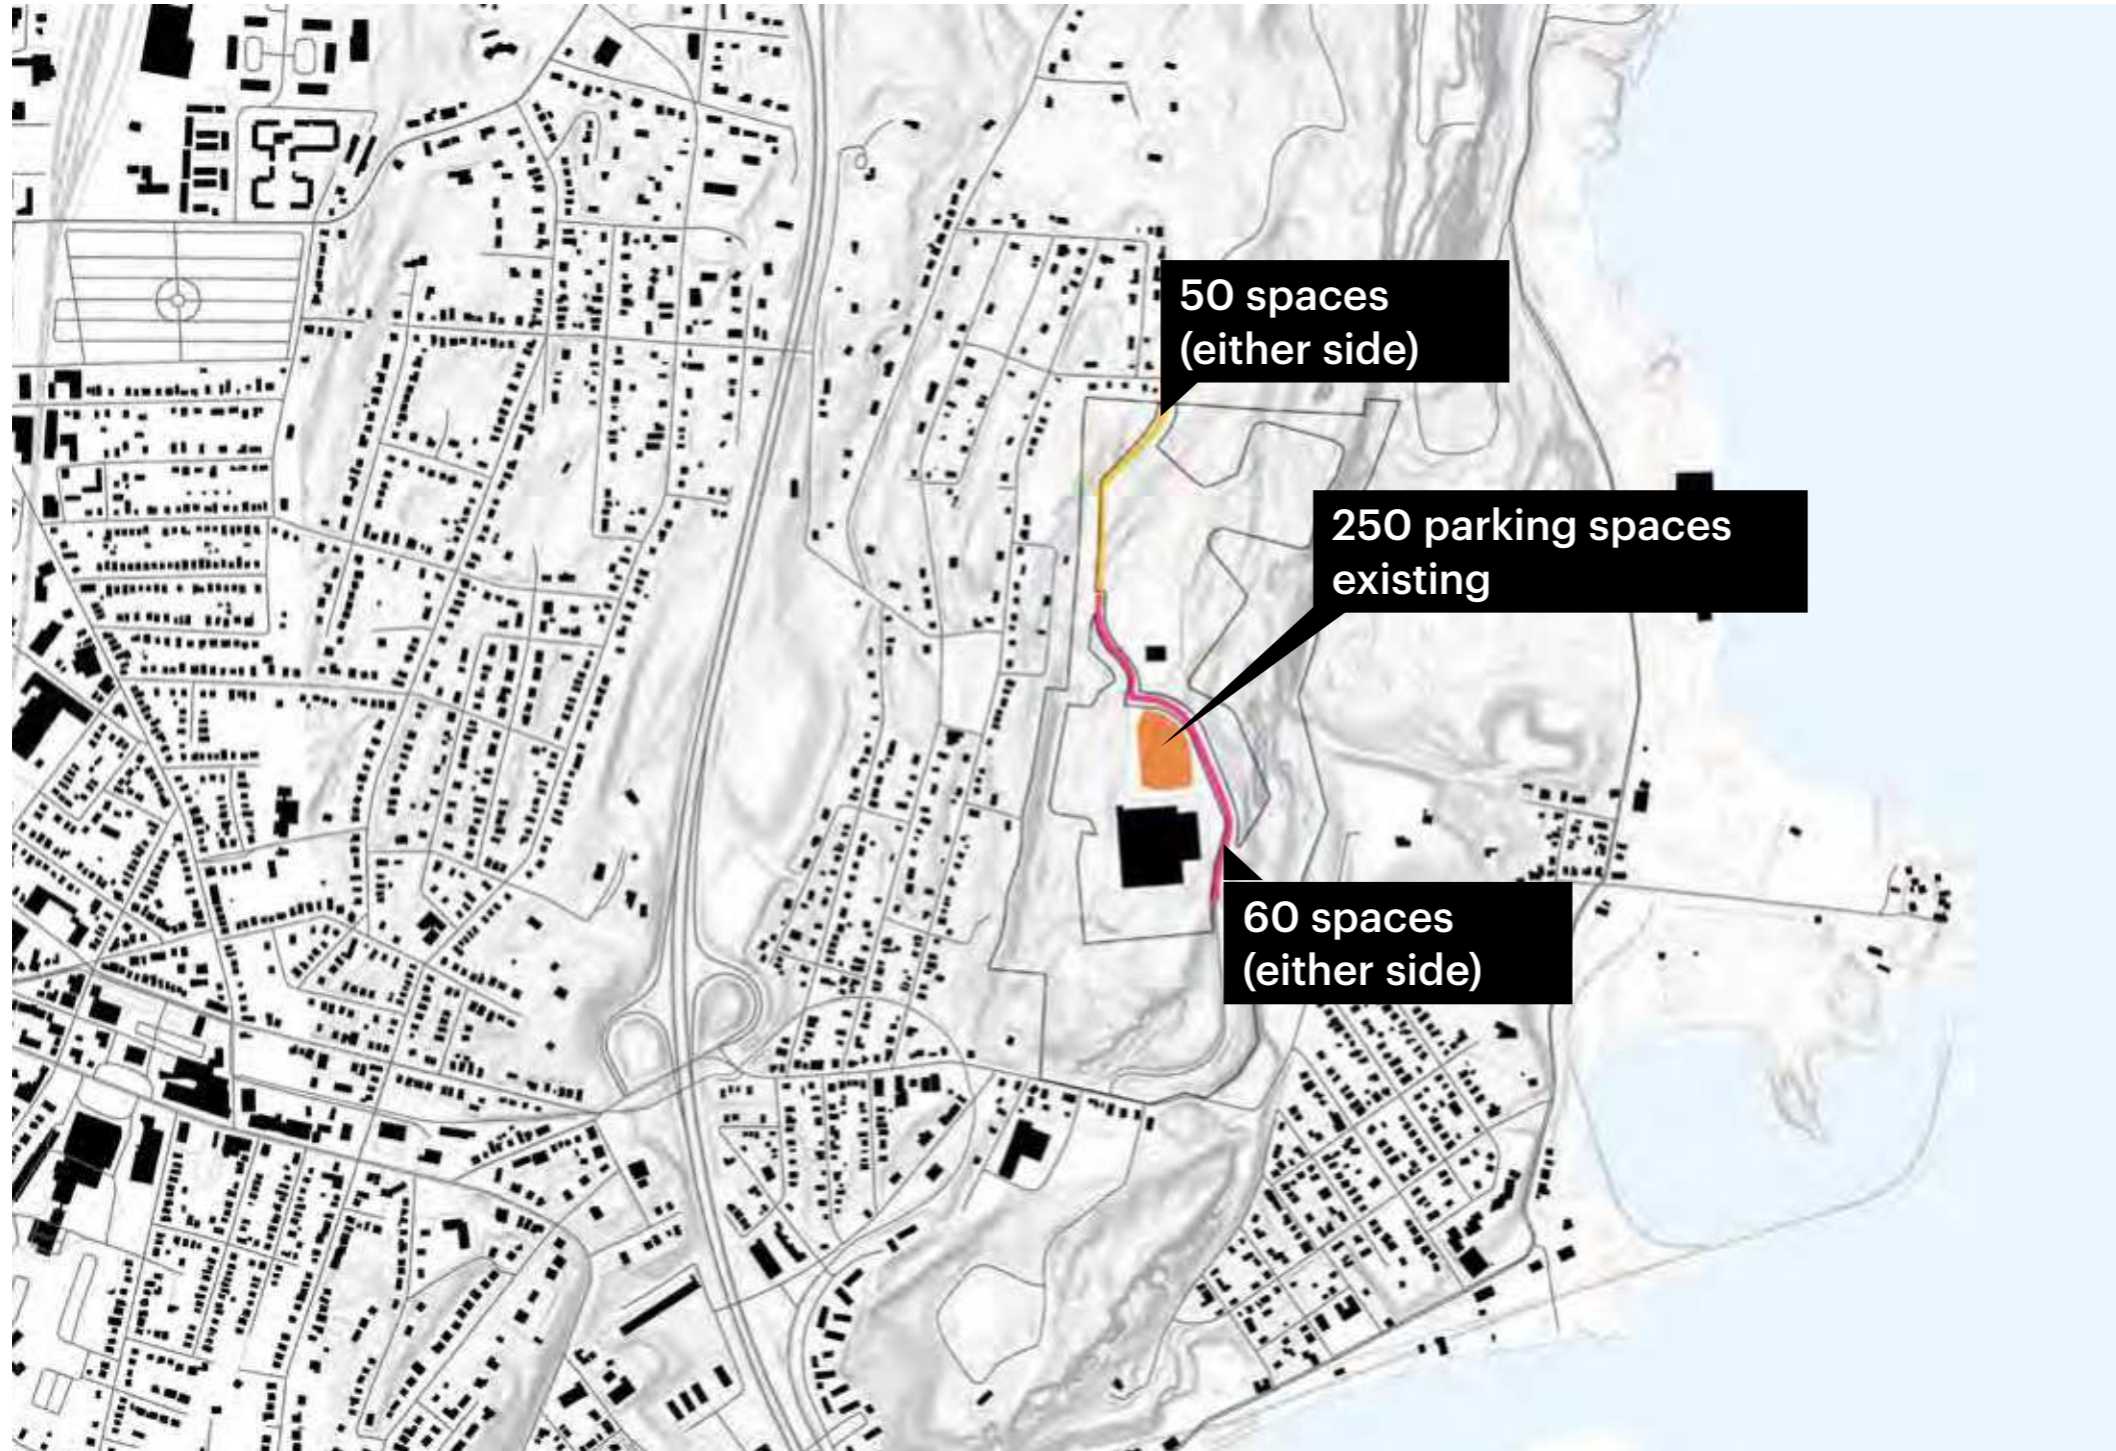 50 spaces
(either side)
250 parking spaces
existing
60 spaces
(either side)